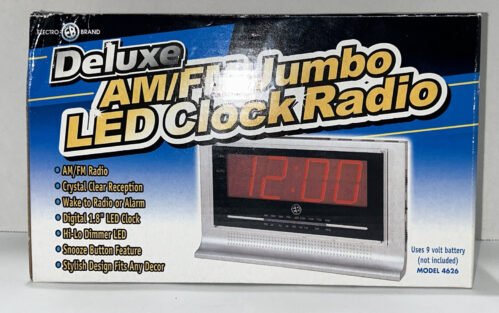 ELECTRO- BRAND
Deluxe
AM/FM Jumbo
LED Clock Radio
• AM/FM Radio
• Crystal Clear Reception
• Wake to Radio or Alarm
• Digital 1.8" LED Clock
• Hi-Lo Dimmer LED
• Snooze Button Feature
• Stylish Design Fits Any Decor
12:00
Uses 9 volt battery
(not included)
MODEL 4626